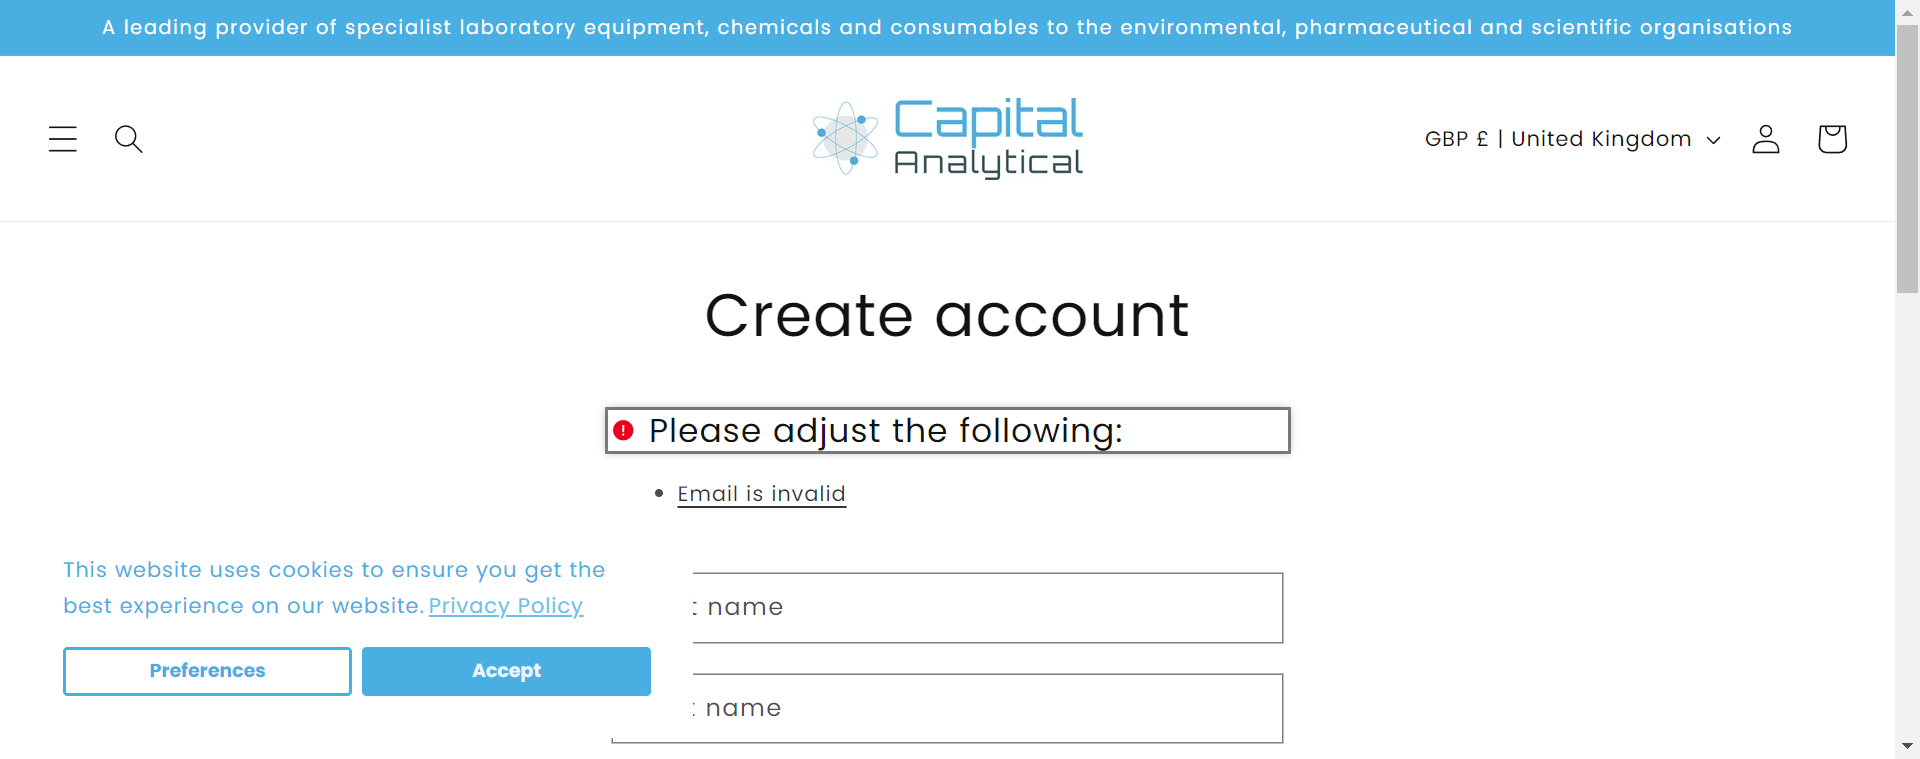 A leading provider of specialist laboratory equipment, chemicals and consumables to the environmental, pharmaceutical and scientific organisations
Capital
Analytical
GBP £ | United Kingdom
Create account
Please adjust the following:
Email is invalid
This website uses cookies to ensure you get the
best experience on our website. Privacy Policy
Preferences
Accept
name
name